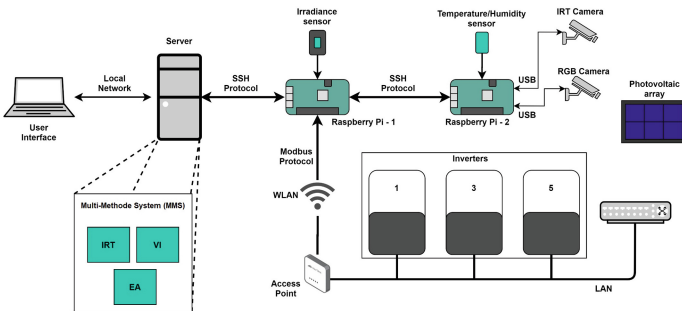 Irradiance
sensor
Temperature/Humidity
sensor
IRT Camera
Server
USB
RGB Camera
Local
Network
SSH
Protocol
SSH
Protocol
USB
Photovoltaic
array
User
Interface
Raspberry Pi - 1
Raspberry Pi - 2
Modbus
Protocol
Inverters
WLAN
1
3
5
Multi-Methode System (MMS)
IRT
VI
EA
Access
Point
LAN